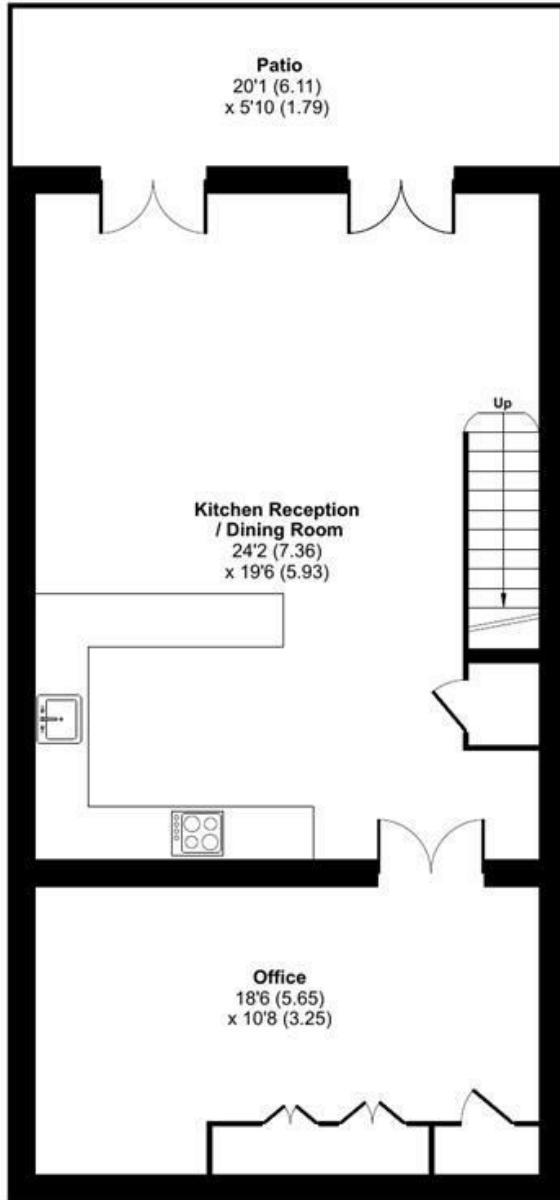 Patio
20'1 (6.11)
x 5'10 (1.79)
Up
Kitchen Reception
/ Dining Room
24'2 (7.36)
x 19'6 (5.93)
Office
18'6 (5.65)
x 10'8 (3.25)